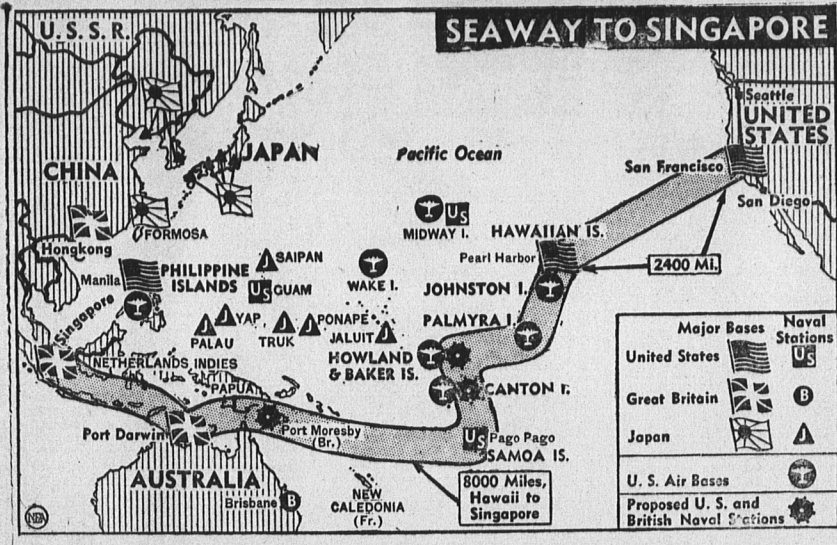 SEAWAY TO SINGAPORE
U.S.S.R.
Seattle
UNITED
STATES
JAPAN
Pacific Ocean
CHINA
San Francisco
San Diego
US
MIDWAY I.
HAWAIIAN IS.
FORMOSA
Hongkong
Pearl Harbor
2400 Mi.
J SAIPAN
Manila
PHILIPPINE
ISLANDS
US GUAM
WAKE I.
JOHNSTON I.
Singapore
J YAP
J
PALAU
J
TRUK
J PONAPE
JALUIT J
PALMYRA I.
HOWLAND
& BAKER IS.
NETHERLANDS INDIES
PAPUA
CANTON I.
Port Darwin
Port Moresby
(Br.)
US Pago Pago
SAMOA IS.
AUSTRALIA
Brisbane B
NEW
CALEDONIA
(Fr.)
8000 Miles,
Hawaii to
Singapore
NEA
Major Bases
Naval
Stations
United States
US
Great Britain
B
Japan
J
U. S. Air Bases
Proposed U. S. and
British Naval Stations